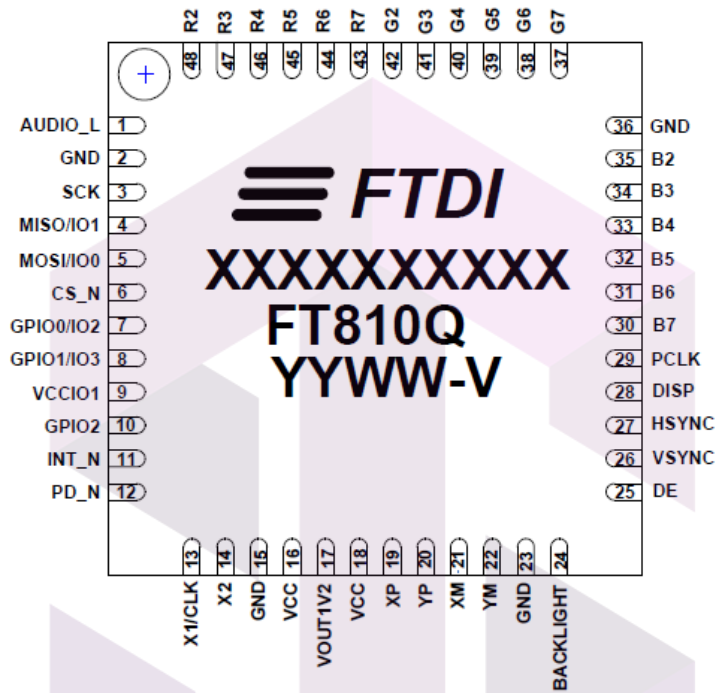 R2 R3 R4 R5 R6 R7 G2 G3 G4 G5 G6 G7
48 47 46 45 44 43 42 41 40 39 38 37
AUDIO_L 1
GND 2
SCK 3
MISO/IO1 4
MOSI/IO0 5
CS_N 6
GPIO0/IO2 7
GPIO1/IO3 8
VCCIO1 9
GPIO2 10
INT_N 11
PD_N 12
FTDI
XXXXXXXXXX
FT810Q
YYWW-V
36 GND
35 B2
34 B3
33 B4
32 B5
31 B6
30 B7
29 PCLK
28 DISP
27 HSYNC
26 VSYNC
25 DE
13 14 15 16 17 18 19 20 21 22 23 24
X1/CLK X2 GND VCC VOUT1V2 VCC XP YP XM YM GND BACKLIGHT